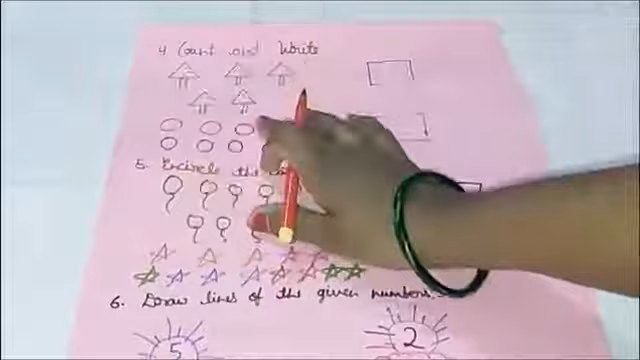 4 Count and Write
5. Encircle the
6. Draw lines of the given numbers.
5
2